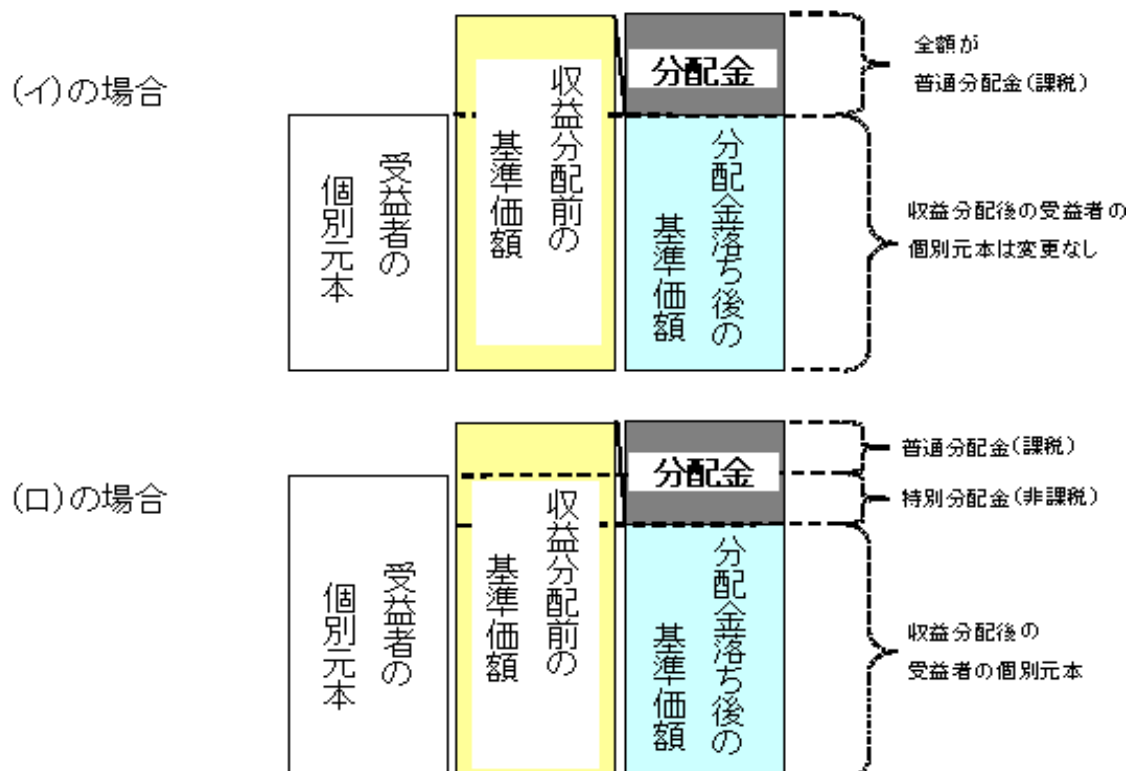 (イ)の場合
受益者の
個別元本
収益分配前の
基準価額
分配金
分配金落ち後の
基準価額
全額が
普通分配金(課税)
収益分配後の受益者の
個別元本は変更なし
(ロ)の場合
受益者の
個別元本
収益分配前の
基準価額
分配金
分配金落ち後の
基準価額
普通分配金(課税)
特別分配金(非課税)
収益分配後の
受益者の個別元本